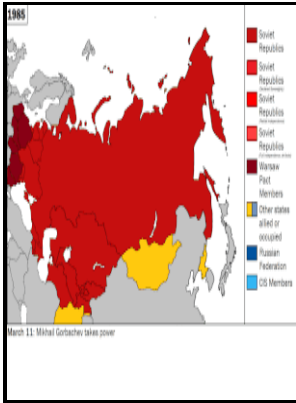 1985
Soviet
Republics
Soviet
Republics
Soviet
Republics
Soviet
Republics
Warsaw
Pact
Members
Other states
allied or
occupied
Russian
Federation
CIS Members
March 11: Mikhail Gorbachev takes power